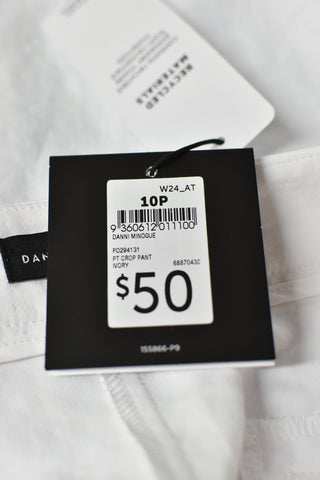 RECYCLED
MATERIALS
W24_AT
10P
9 360612 011100
DANNI MINOGUE
PO294131
PT CROP PANT
IVORY 68870430
$50
DAN
155866-P9